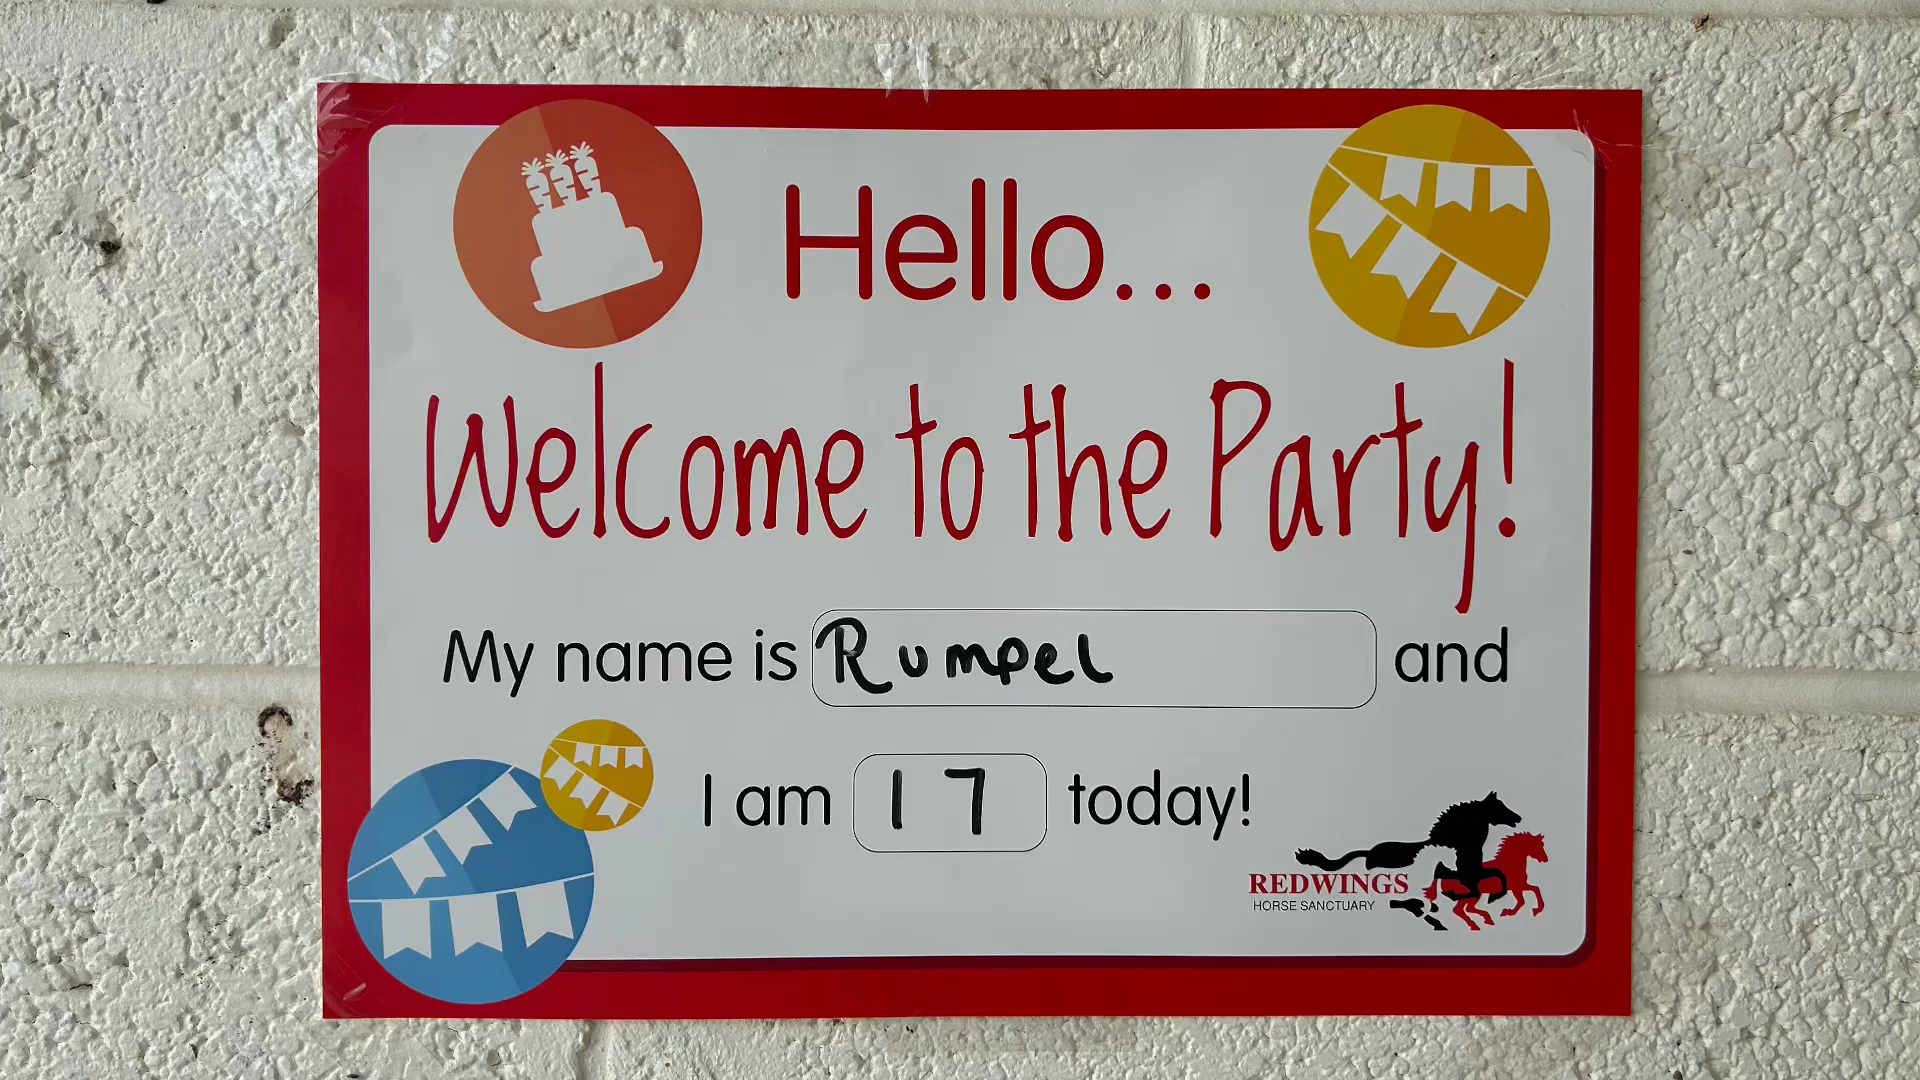 Hello...
Welcome to the Party!
My name is Rumpel and
I am 17 today!
REDWINGS
HORSE SANCTUARY